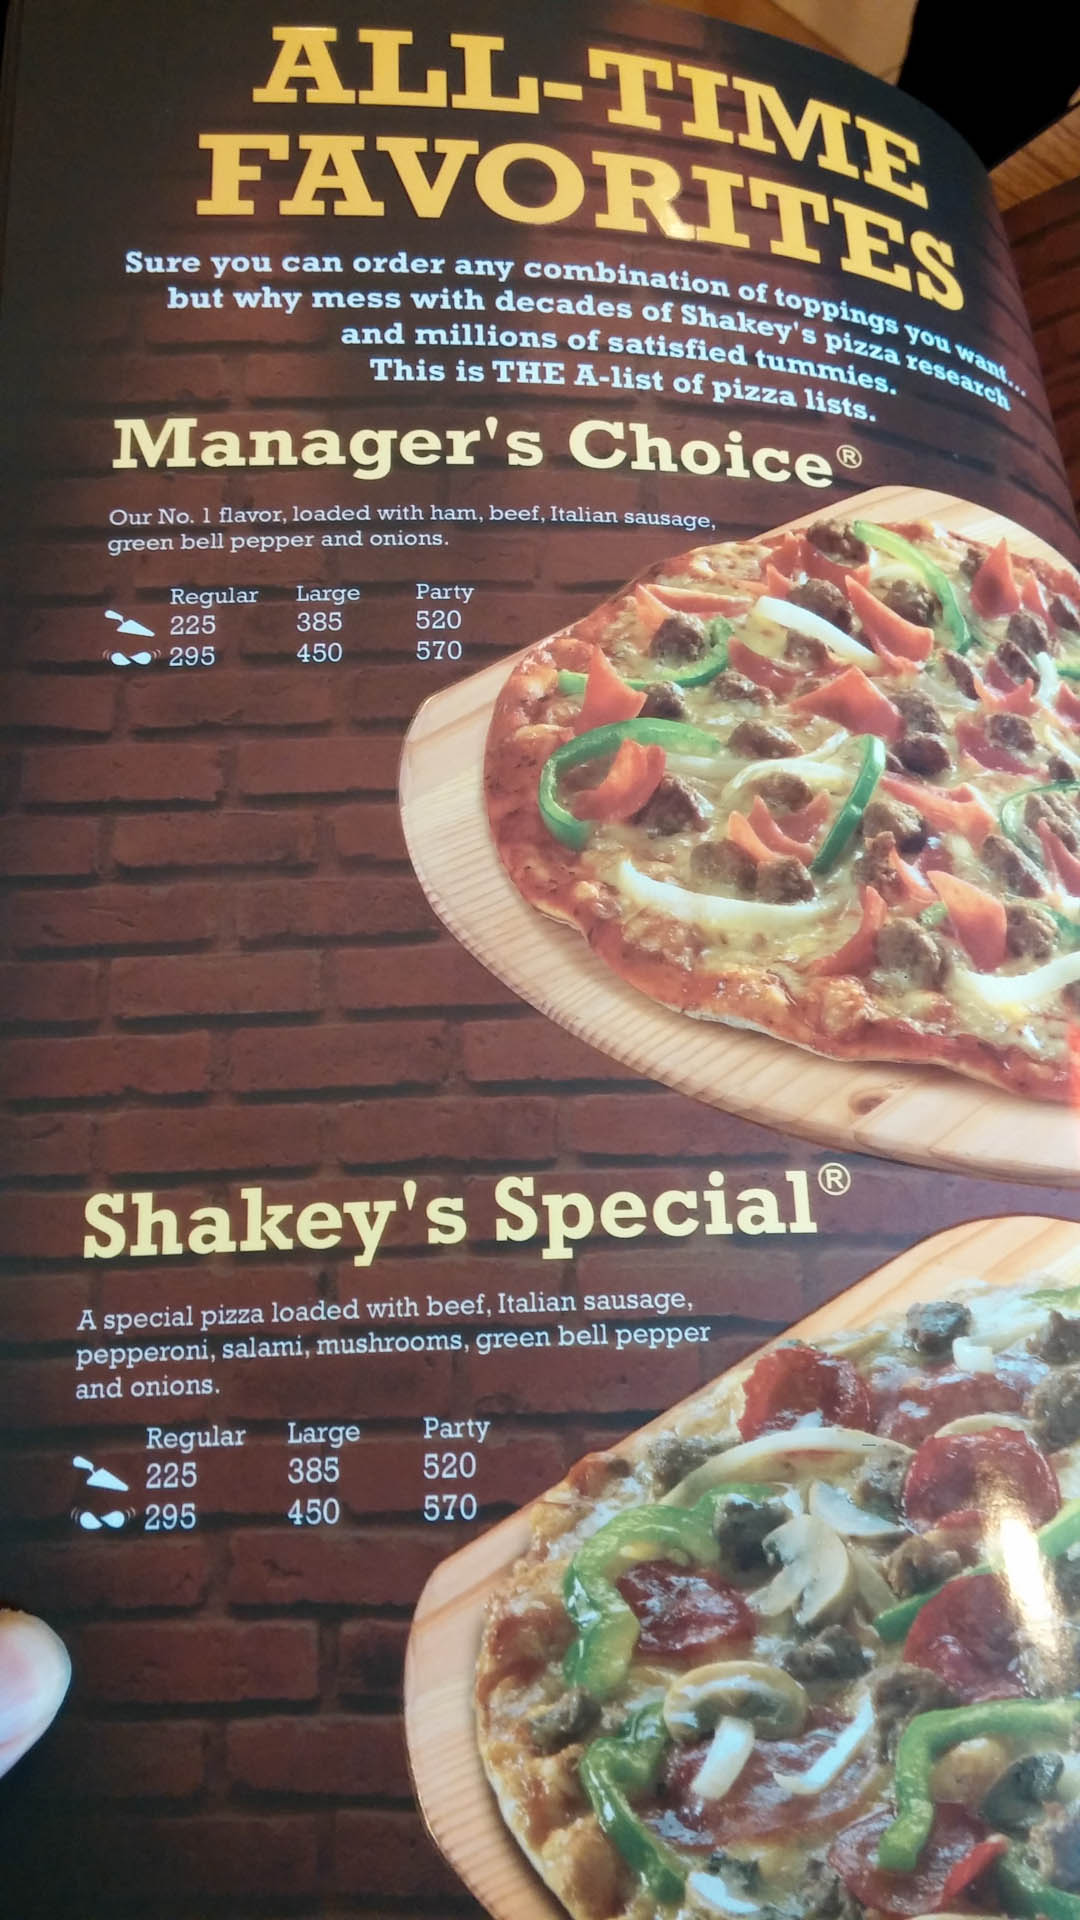 ALL-TIME
FAVORITES
Sure you can order any combination of toppings you want...
but why mess with decades of Shakey's pizza research
and millions of satisfied tummies.
This is THE A-list of pizza lists.
Manager's Choice®
Our No. 1 flavor, loaded with ham, beef, Italian sausage,
green bell pepper and onions.
Regular Large Party
225 385 520
295 450 570
Shakey's Special®
A special pizza loaded with beef, Italian sausage,
pepperoni, salami, mushrooms, green bell pepper
and onions.
Regular Large Party
225 385 520
295 450 570